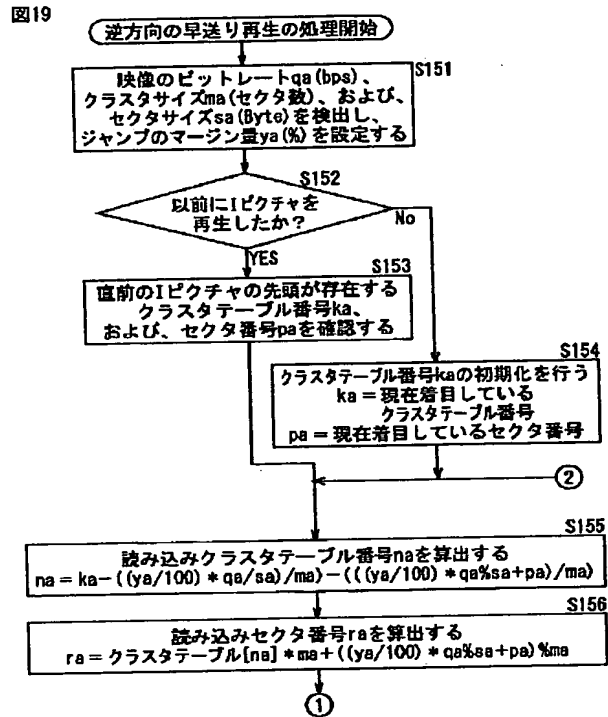 図19
逆方向の早送り再生の処理開始
S151
映像のビットレートqa(bps)、
クラスタサイズma(セクタ数)、および、
セクタサイズsa(Byte)を検出し、
ジャンプのマージン量ya(%)を設定する
S152
以前にIピクチャを
再生したか?
No
YES
S153
直前のIピクチャの先頭が存在する
クラスタテーブル番号ka、
および、セクタ番号paを確認する
S154
クラスタテーブル番号kaの初期化を行う
ka=現在着目している
クラスタテーブル番号
pa=現在着目しているセクタ番号
②
S155
読み込みクラスタテーブル番号naを算出する
na=ka-((ya/100)*qa/sa)/ma)-(((ya/100)*qa%sa+pa)/ma)
S156
読み込みセクタ番号raを算出する
ra=クラスタテーブル[na]*ma+((ya/100)*qa%sa+pa)%ma
①